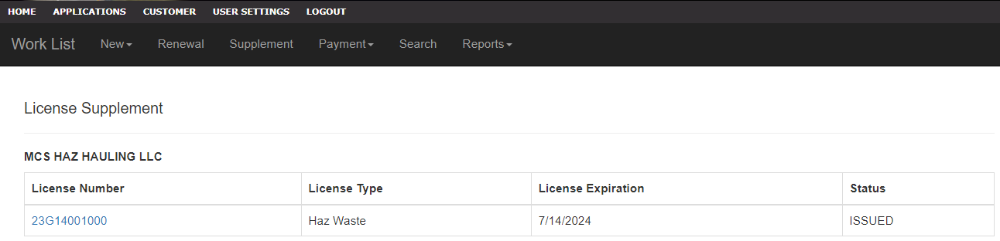 HOME APPLICATIONS CUSTOMER USER SETTINGS LOGOUT
Work List New Renewal Supplement Payment Search Reports
License Supplement
MCS HAZ HAULING LLC
License Number License Type License Expiration Status
23G14001000 Haz Waste 7/14/2024 ISSUED